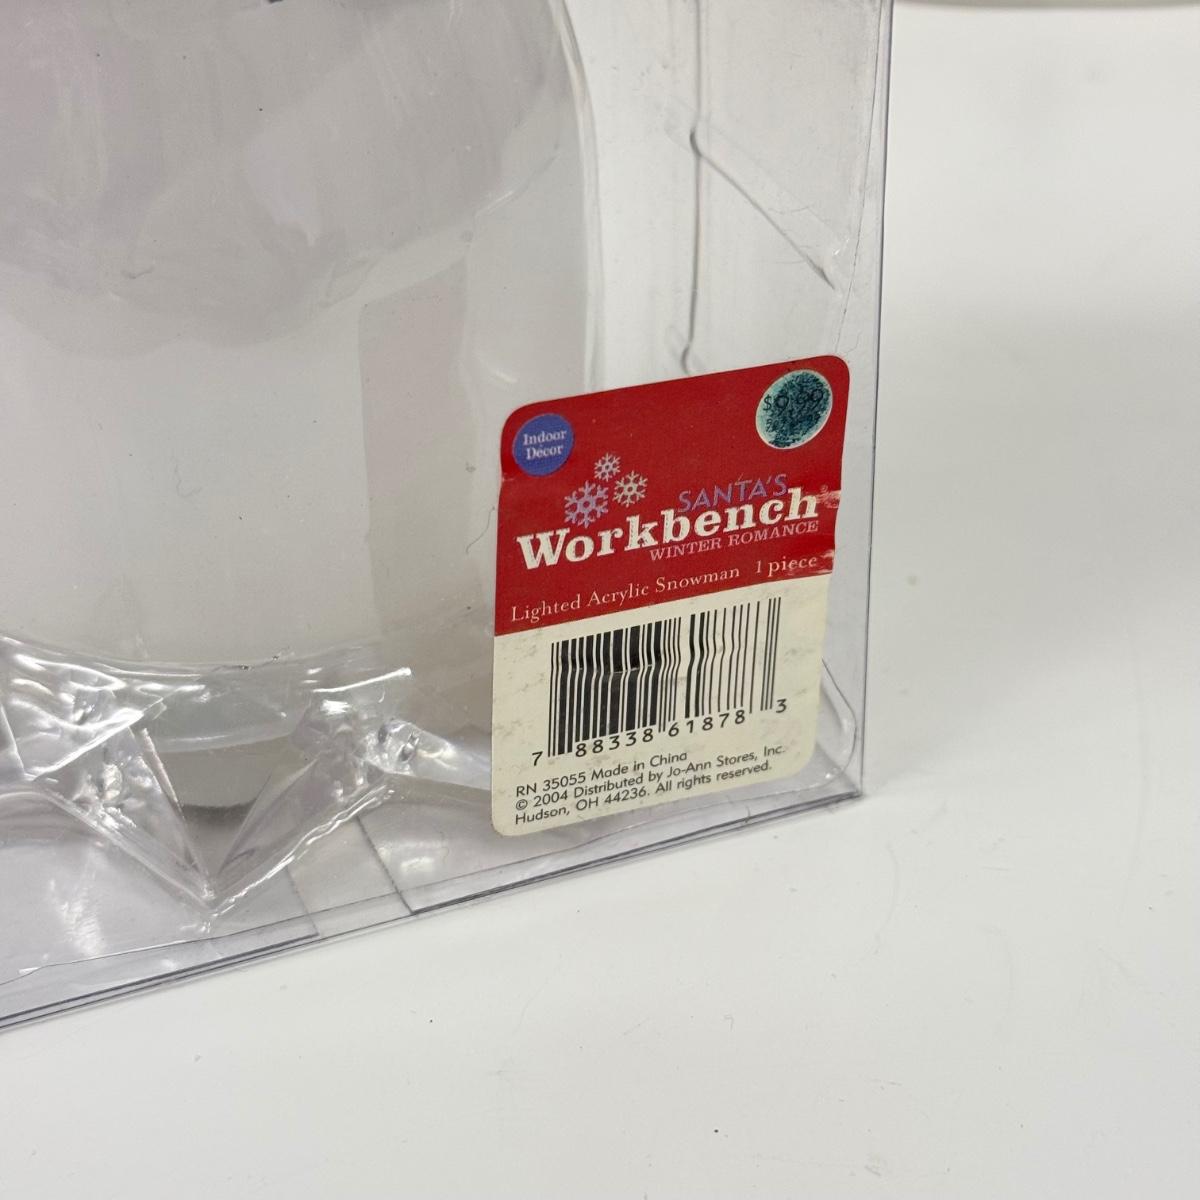 Indoor
Décor
SANTA'S
Workbench®
WINTER ROMANCE
Lighted Acrylic Snowman 1 piece
7 88338 61878 3
RN 35055 Made in China
© 2004 Distributed by Jo-Ann Stores, Inc.
Hudson, OH 44236. All rights reserved.